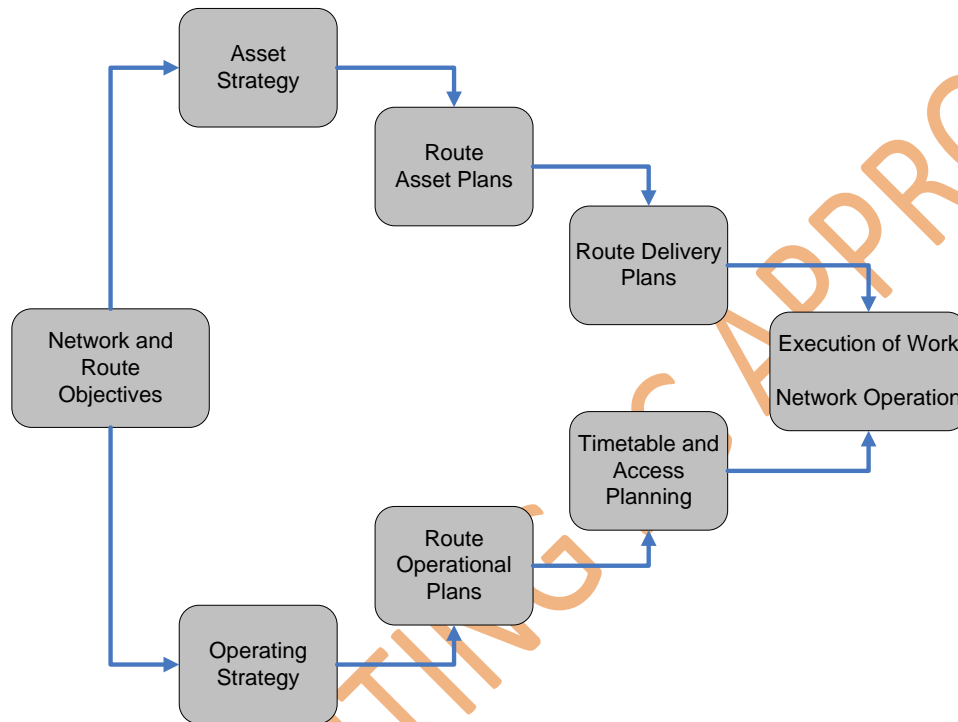 Asset
Strategy
Route
Asset Plans
Route Delivery
Plans
Network and
Route
Objectives
Execution of Work
Network Operation
Timetable and
Access
Planning
Route
Operational
Plans
Operating
Strategy